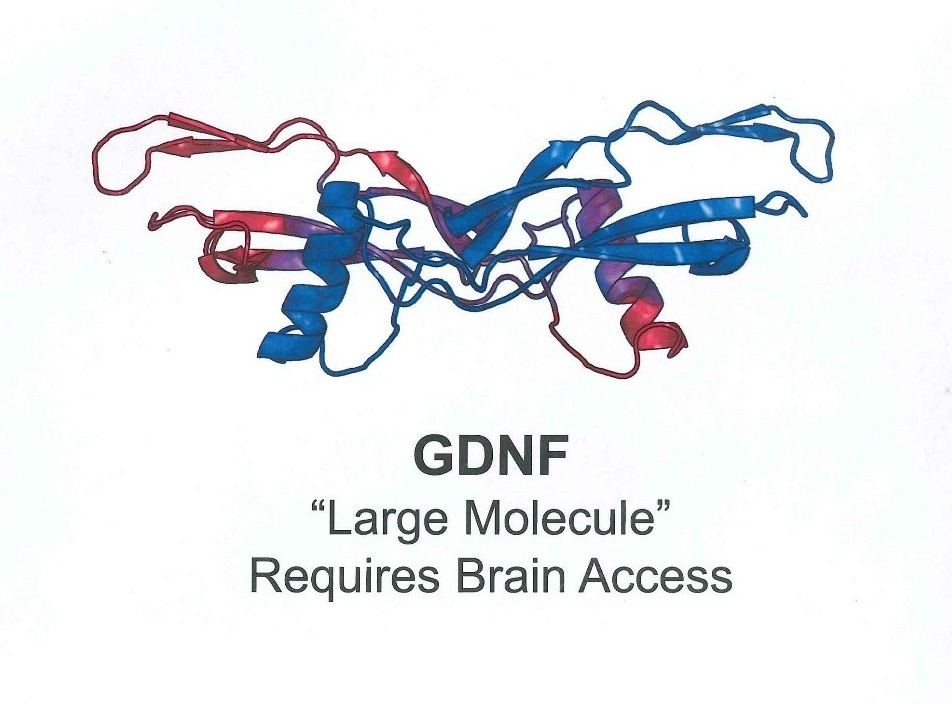 GDNF
“Large Molecule”
Requires Brain Access